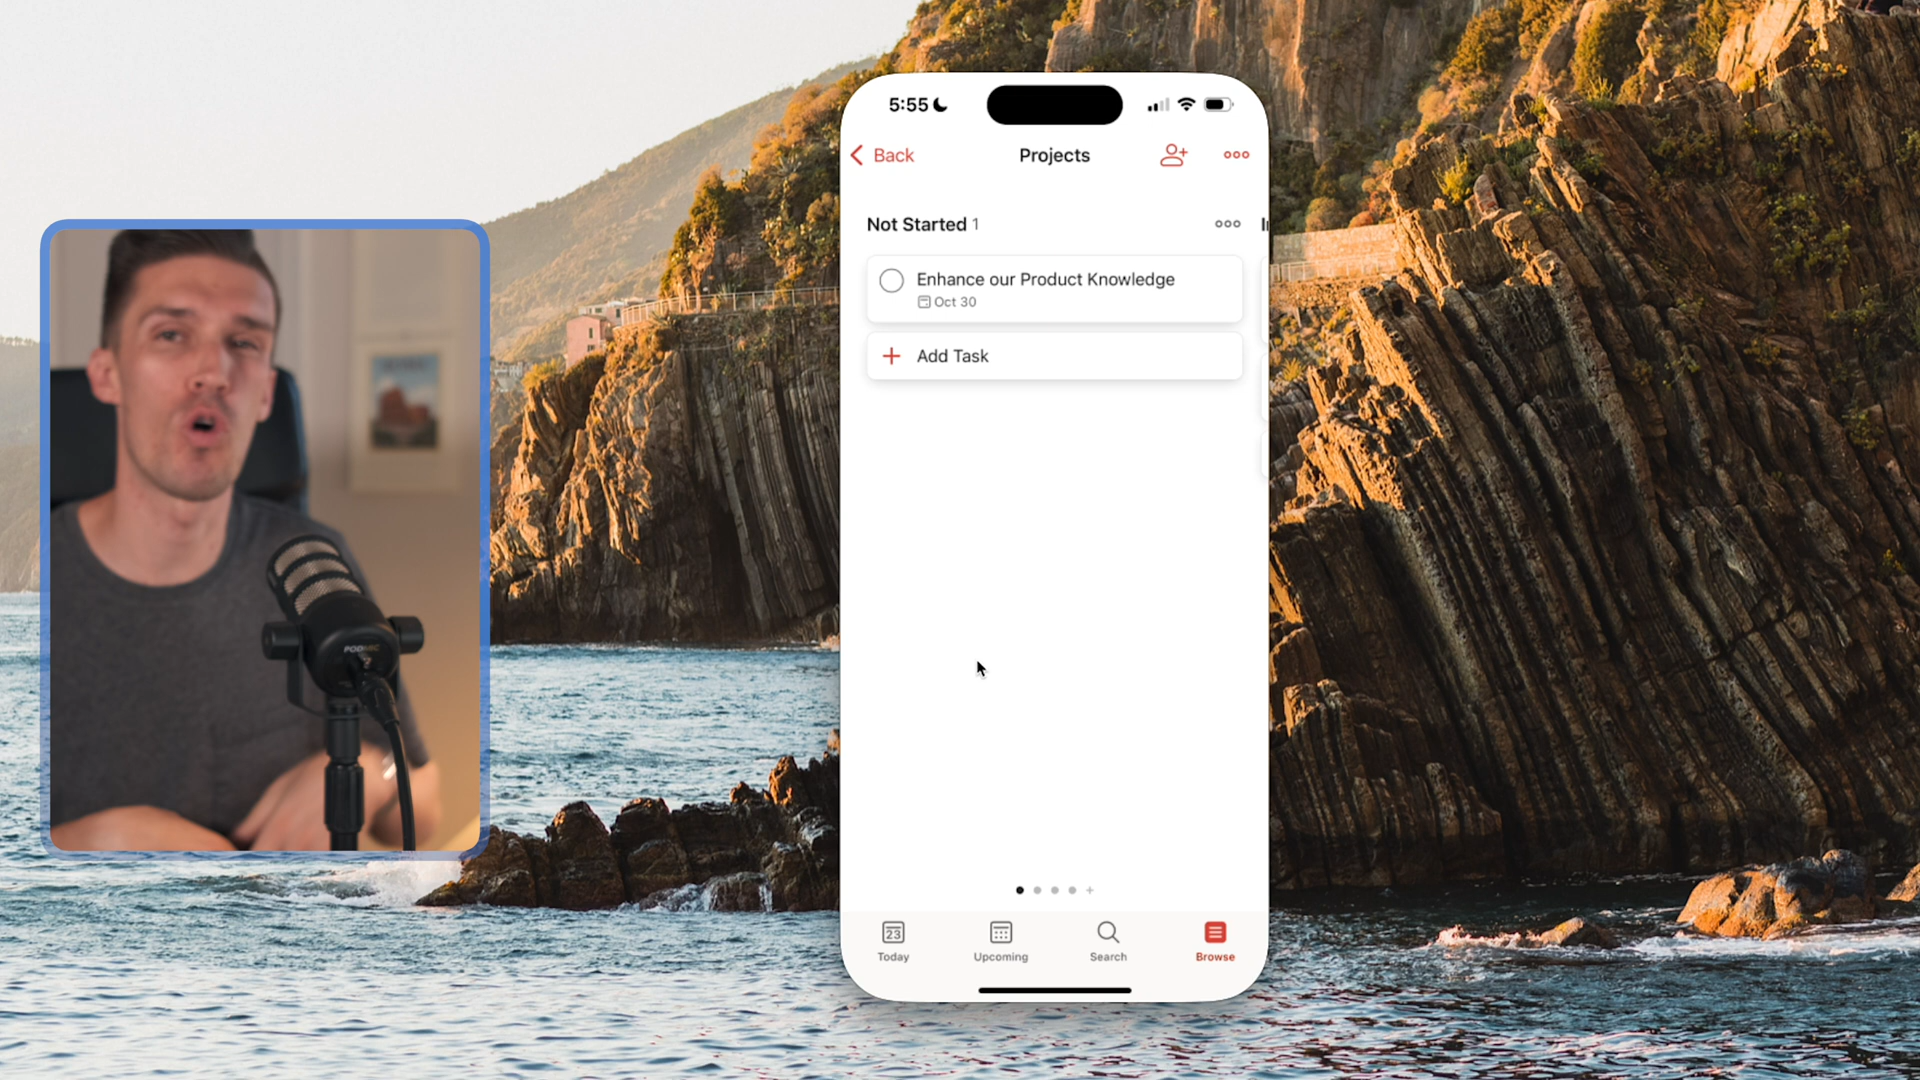 5:55
Back
Projects
Not Started 1
Enhance our Product Knowledge
Oct 30
Add Task
23
Today
Upcoming
Search
Browse